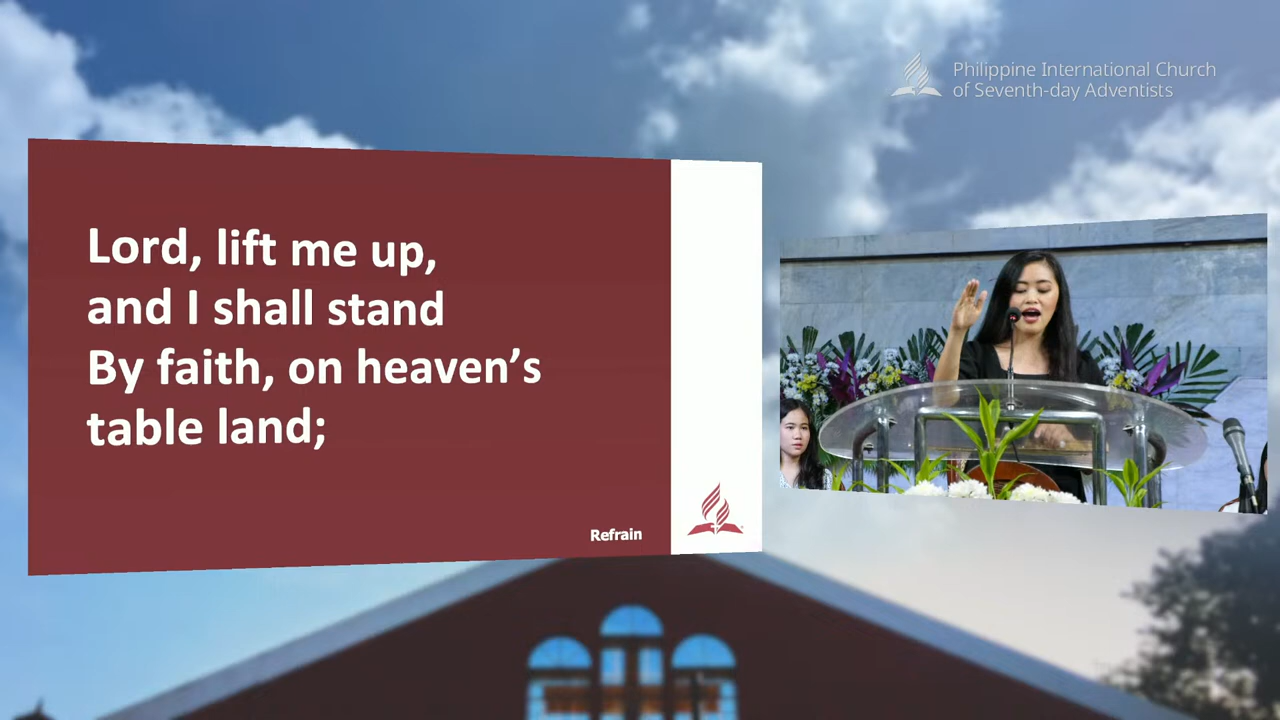 Philippine International Church
of Seventh-day Adventists
Lord, lift me up,
and I shall stand
By faith, on heaven’s
table land;
Refrain